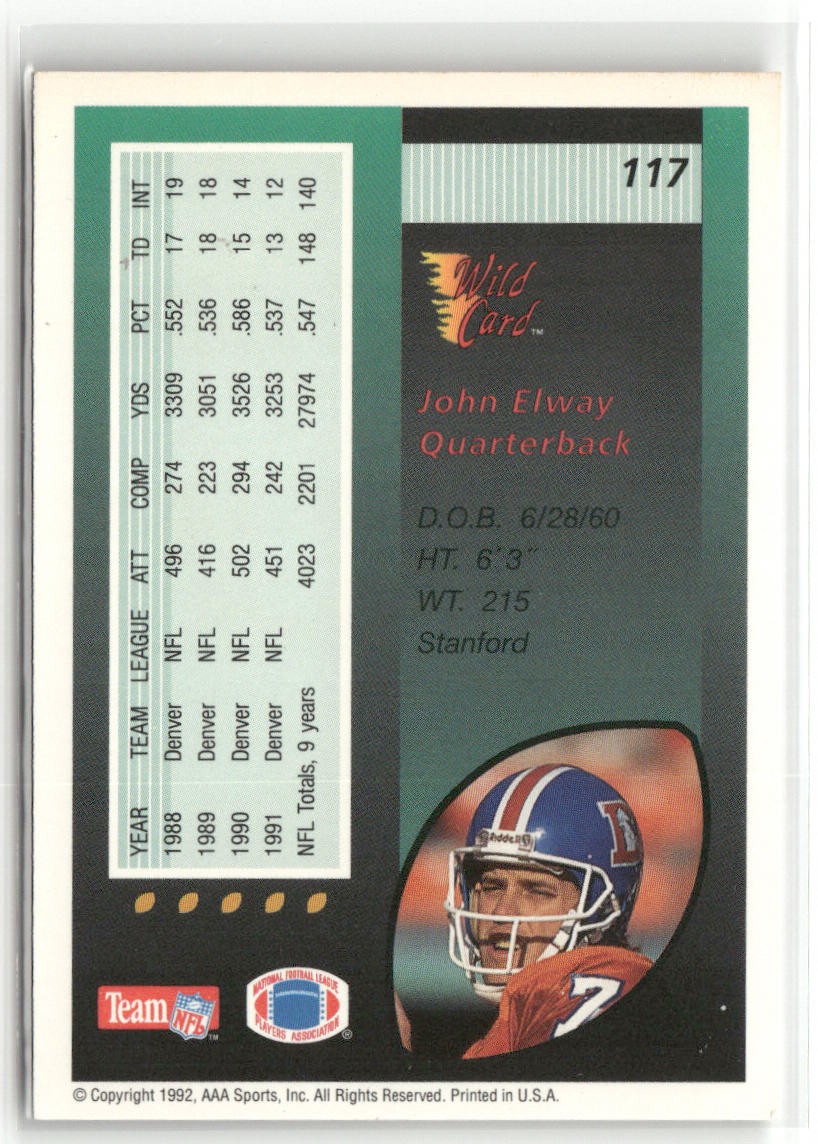 117
Wild
Card™
John Elway
Quarterback
D.O.B. 6/28/60
HT. 6'3"
WT. 215
Stanford
YEAR TEAM LEAGUE ATT COMP YDS PCT TD INT
1988 Denver NFL 496 274 3309 .552 17 19
1989 Denver NFL 416 223 3051 .536 18 18
1990 Denver NFL 502 294 3526 .586 15 14
1991 Denver NFL 451 242 3253 .537 13 12
NFL Totals, 9 years 4023 2201 27974 .547 148 140
Riddell
D
7
Team NFL™
NATIONAL FOOTBALL LEAGUE
PLAYERS ASSOCIATION®
© Copyright 1992, AAA Sports, Inc. All Rights Reserved. Printed in U.S.A.